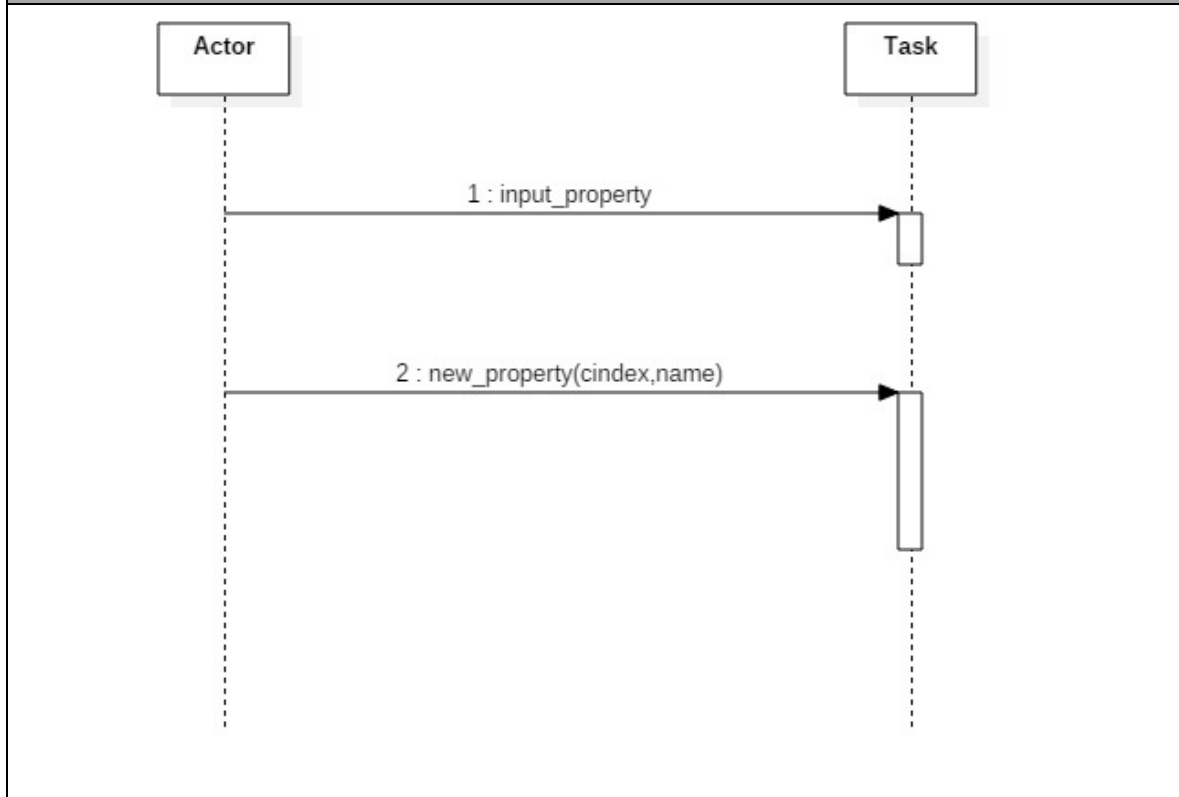 Actor
Task
1 : input_property
2 : new_property(cindex,name)